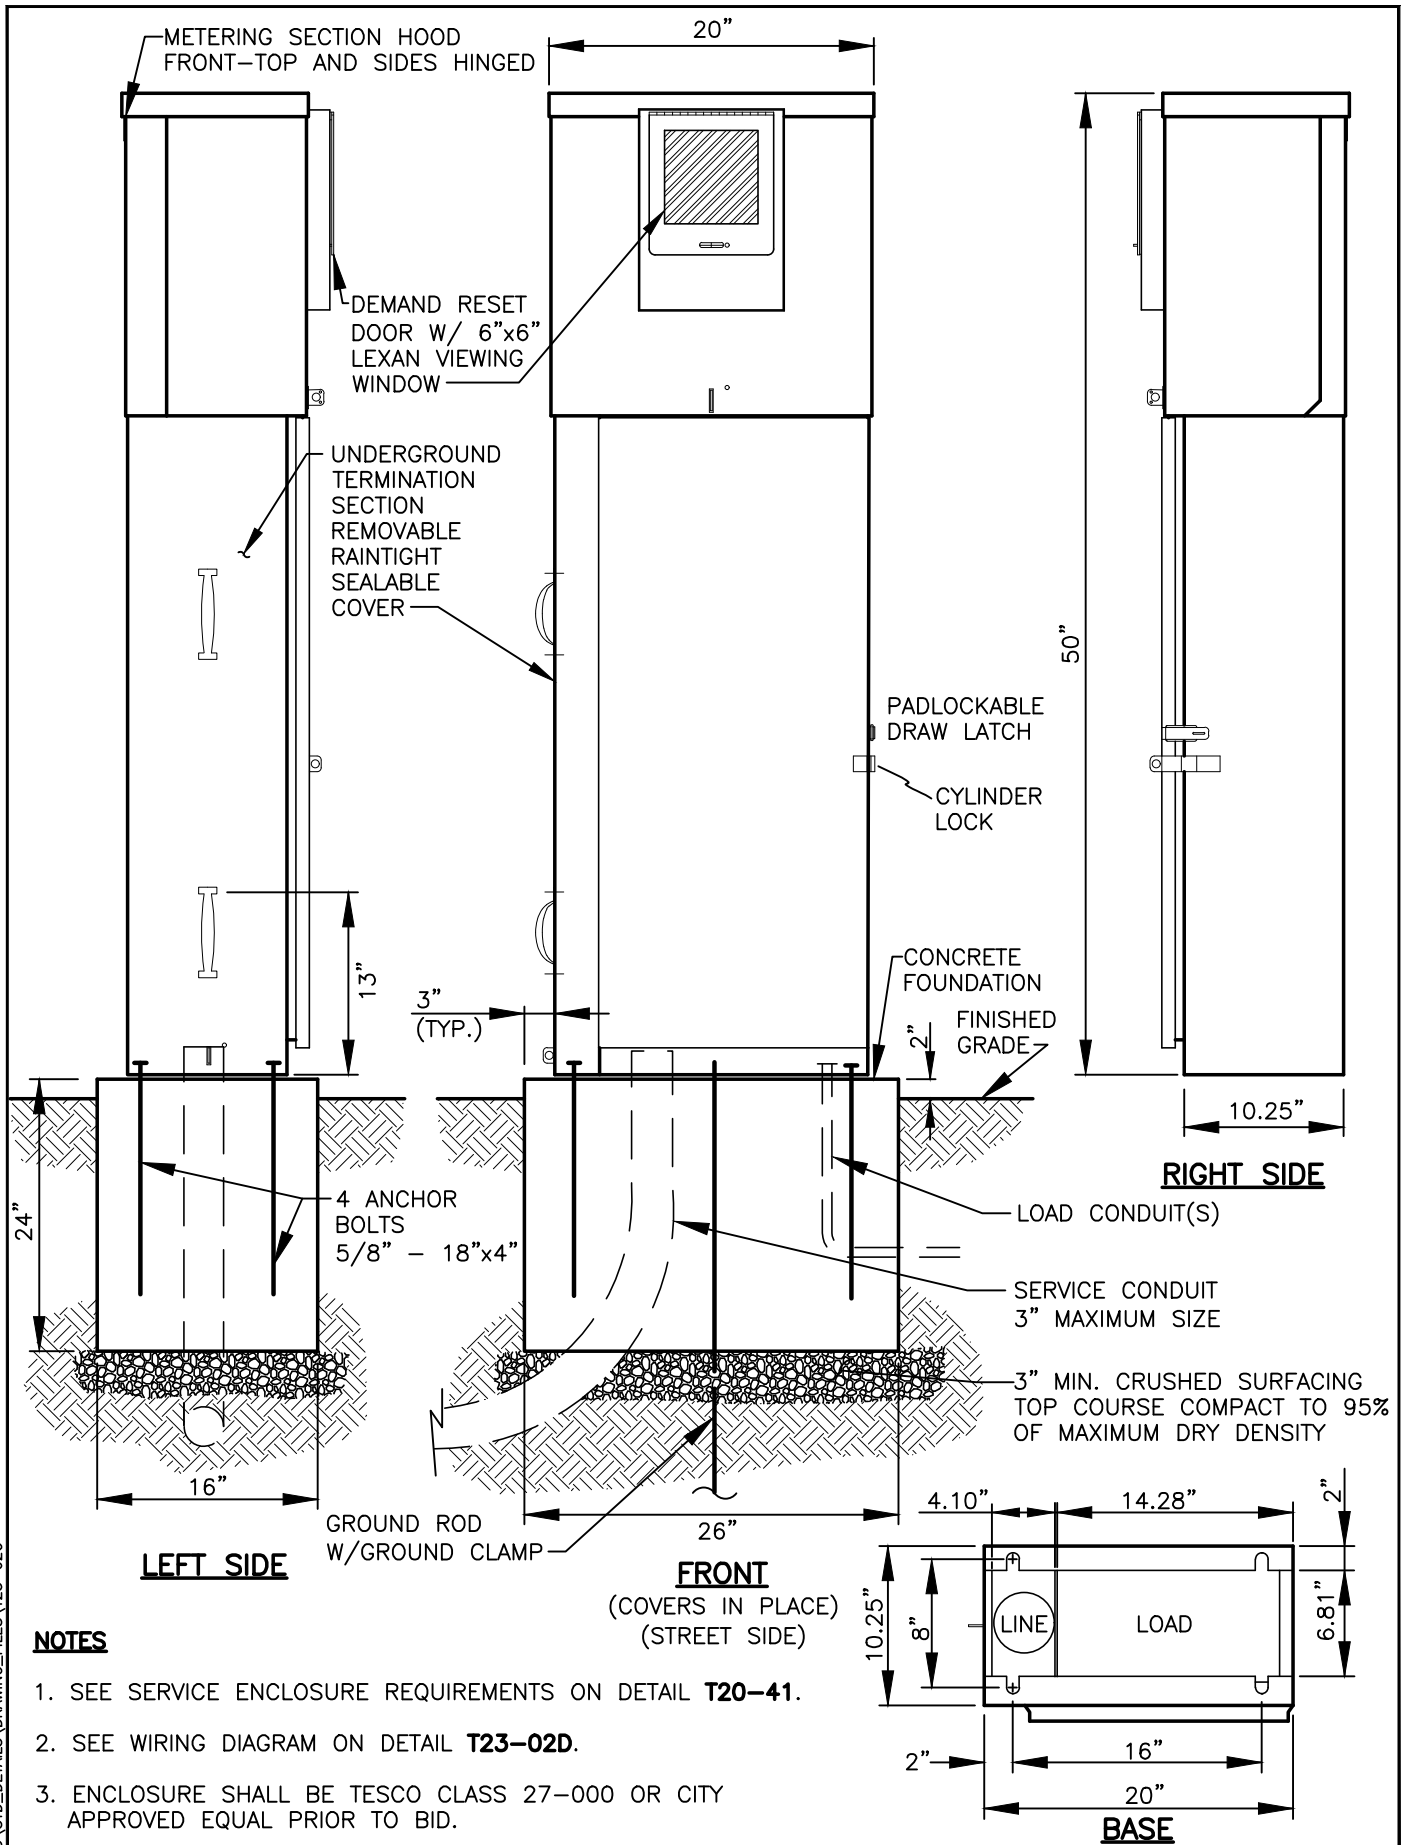 METERING SECTION HOOD
FRONT-TOP AND SIDES HINGED
20"
DEMAND RESET
DOOR W/ 6"x6"
LEXAN VIEWING
WINDOW
UNDERGROUND
TERMINATION
SECTION
REMOVABLE
RAINTIGHT
SEALABLE
COVER
50"
PADLOCKABLE
DRAW LATCH
CYLINDER
LOCK
13"
3"
(TYP.)
CONCRETE
FOUNDATION
2"
FINISHED
GRADE
10.25"
RIGHT SIDE
24"
4 ANCHOR
BOLTS
5/8" - 18"x4"
LOAD CONDUIT(S)
SERVICE CONDUIT
3" MAXIMUM SIZE
3" MIN. CRUSHED SURFACING
TOP COURSE COMPACT TO 95%
OF MAXIMUM DRY DENSITY
N
16"
GROUND ROD
W/GROUND CLAMP
26"
LEFT SIDE
FRONT
(COVERS IN PLACE)
(STREET SIDE)
4.10"
14.28"
2"
10.25"
8"
LINE
LOAD
6.81"
2"
16"
20"
BASE
NOTES
1. SEE SERVICE ENCLOSURE REQUIREMENTS ON DETAIL T20-41.
2. SEE WIRING DIAGRAM ON DETAIL T23-02D.
3. ENCLOSURE SHALL BE TESCO CLASS 27-000 OR CITY
APPROVED EQUAL PRIOR TO BID.